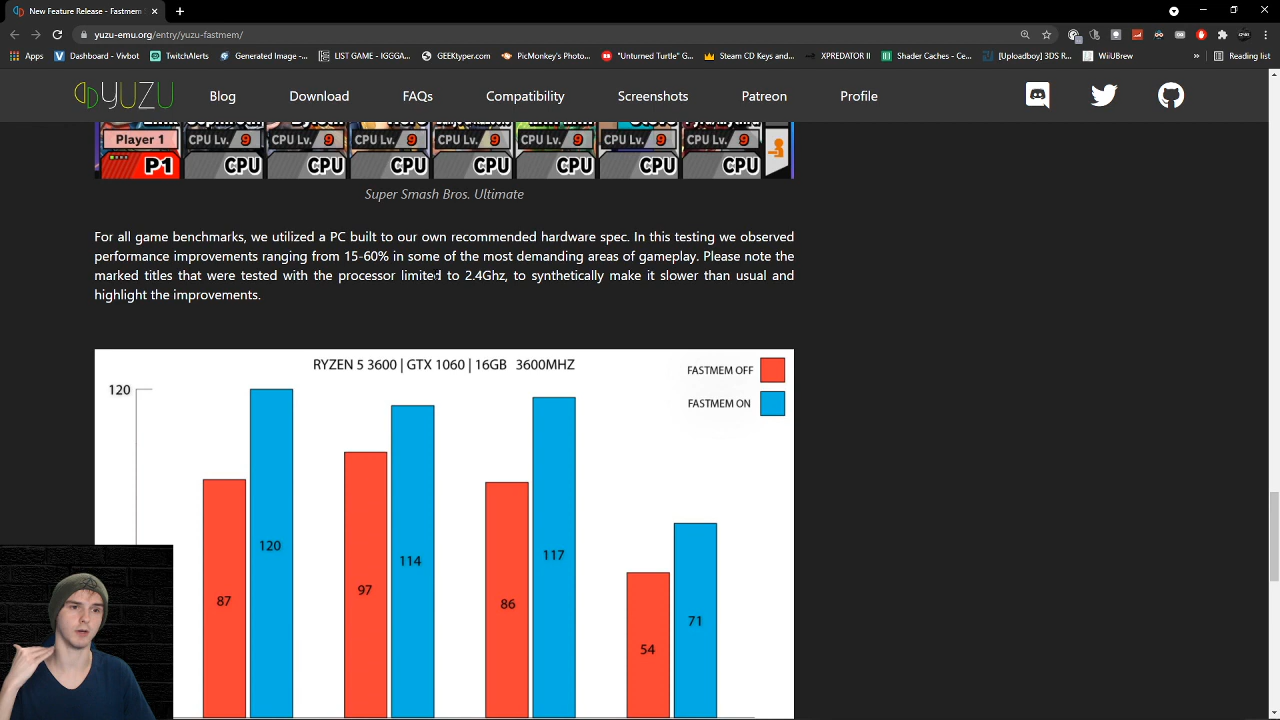 New Feature Release - Fastmem
yuzu-emu.org/entry/yuzu-fastmem/
Apps
Dashboard - Vowbot
TwitchAlerts
Generated Image -...
LIST GAME - IGGGA...
GEEKtyper.com
PicMonkey's Photo...
"Unturned Turtle" G...
Steam CD Keys and...
XPREDATOR II
Shader Caches - Ce...
[Uploadboy] 3DS R...
WiiUBrew
»
Reading list
YUZU
Blog
Download
FAQs
Compatibility
Screenshots
Patreon
Profile
Player 1
CPU Lv. 9
CPU Lv. 9
CPU Lv. 9
CPU Lv. 9
CPU Lv. 9
CPU Lv. 9
CPU Lv. 9
P1
CPU
CPU
CPU
CPU
CPU
CPU
CPU
Super Smash Bros. Ultimate
For all game benchmarks, we utilized a PC built to our own recommended hardware spec. In this testing we observed
performance improvements ranging from 15-60% in some of the most demanding areas of gameplay. Please note the
marked titles that were tested with the processor limited to 2.4Ghz, to synthetically make it slower than usual and
highlight the improvements.
RYZEN 5 3600 | GTX 1060 | 16GB 3600MHZ
FASTMEM OFF
FASTMEM ON
120
87
120
97
114
86
117
54
71